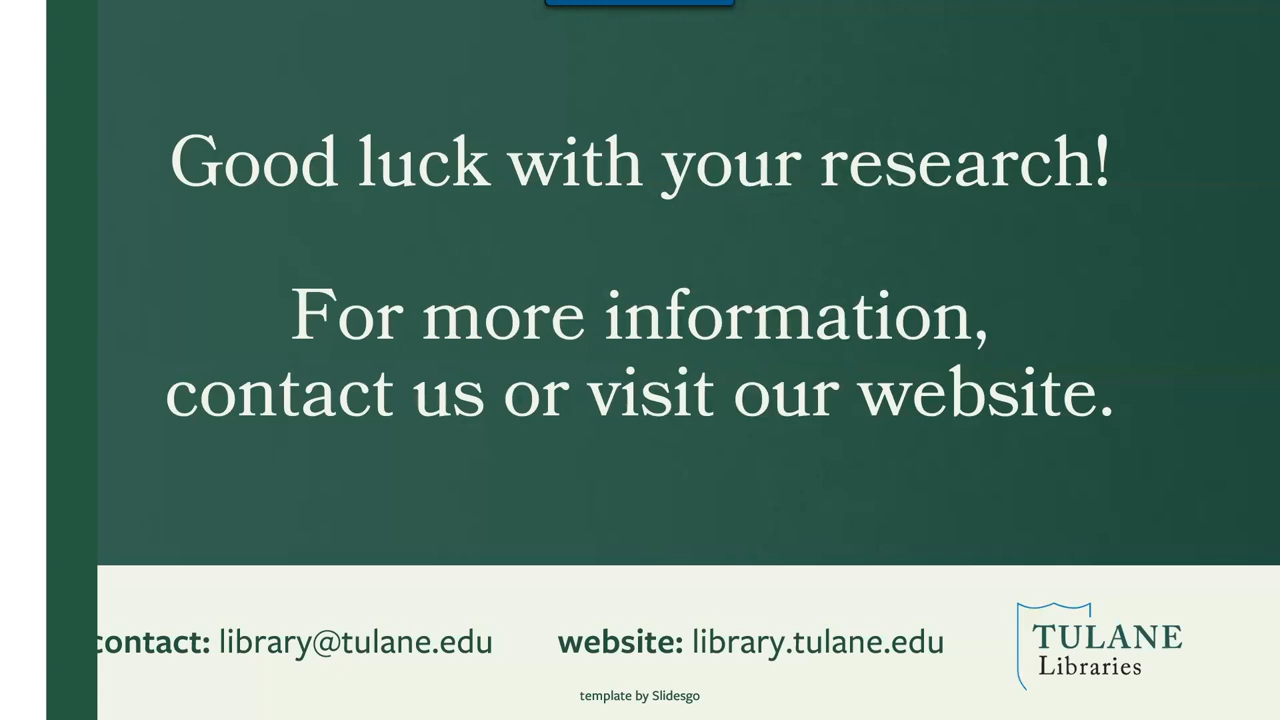 Good luck with your research!
For more information,
contact us or visit our website.
contact: library@tulane.edu
website: library.tulane.edu
TULANE
Libraries
template by Slidesgo